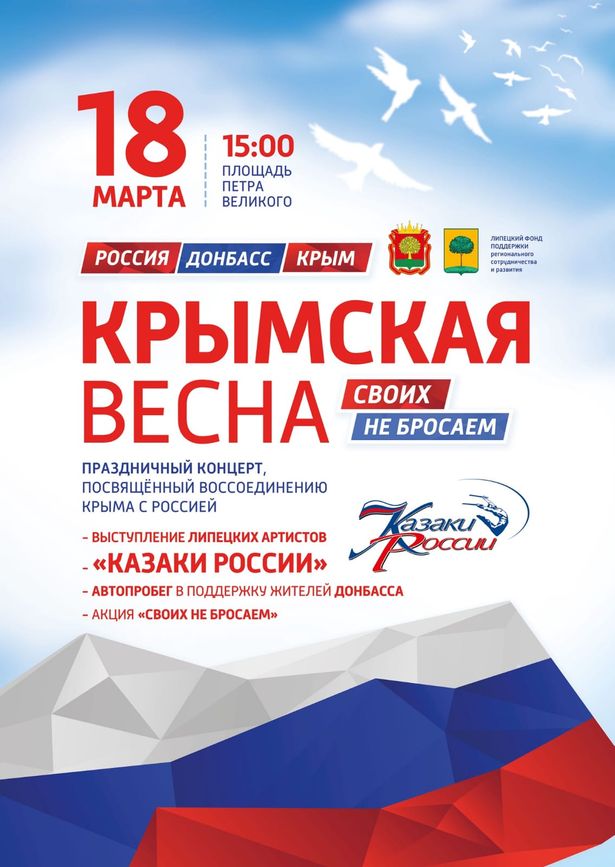 18
МАРТА
15:00
ПЛОЩАДЬ
ПЕТРА
ВЕЛИКОГО
РОССИЯ ДОНБАСС КРЫМ
ЛИПЕЦКИЙ ФОНД
ПОДДЕРЖКИ
регионального
сотрудничества
и развития
КРЫМСКАЯ
ВЕСНА
СВОИХ
НЕ БРОСАЕМ
ПРАЗДНИЧНЫЙ КОНЦЕРТ,
ПОСВЯЩЁННЫЙ ВОССОЕДИНЕНИЮ
КРЫМА С РОССИЕЙ
Казаки
России
- ВЫСТУПЛЕНИЕ ЛИПЕЦКИХ АРТИСТОВ
- «КАЗАКИ РОССИИ»
- АВТОПРОБЕГ В ПОДДЕРЖКУ ЖИТЕЛЕЙ ДОНБАССА
- АКЦИЯ «СВОИХ НЕ БРОСАЕМ»